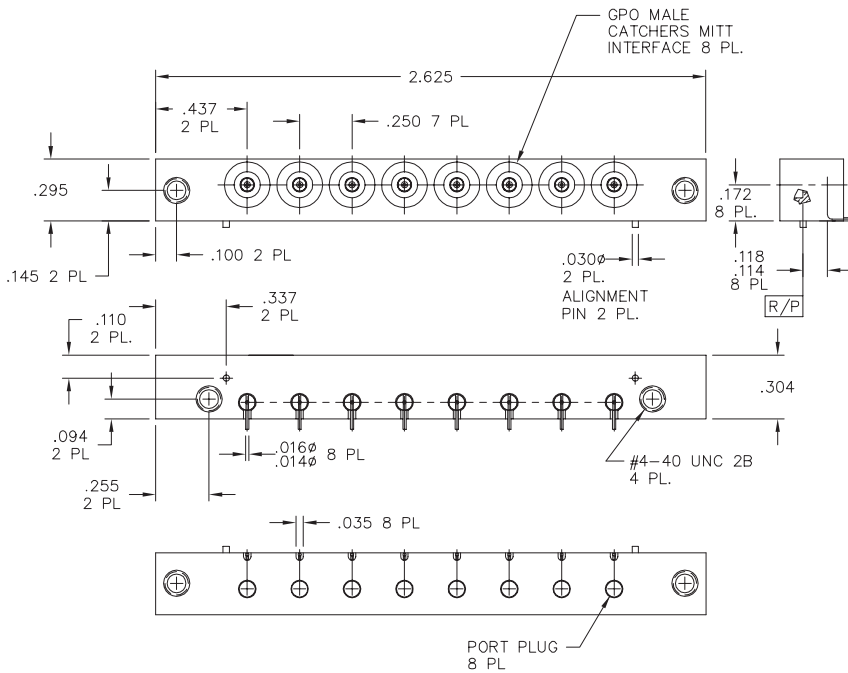 GPO MALE
CATCHERS MITT
INTERFACE 8 PL.
2.625
.437
2 PL
.250 7 PL
.295
.172
8 PL.
.100 2 PL
.145 2 PL
.030ø
2 PL.
ALIGNMENT
PIN 2 PL.
.118
.114
8 PL
R/P
.337
2 PL
.110
2 PL.
.304
.094
2 PL
.016ø
.014ø 8 PL
#4-40 UNC 2B
4 PL.
.255
2 PL
.035 8 PL
PORT PLUG
8 PL